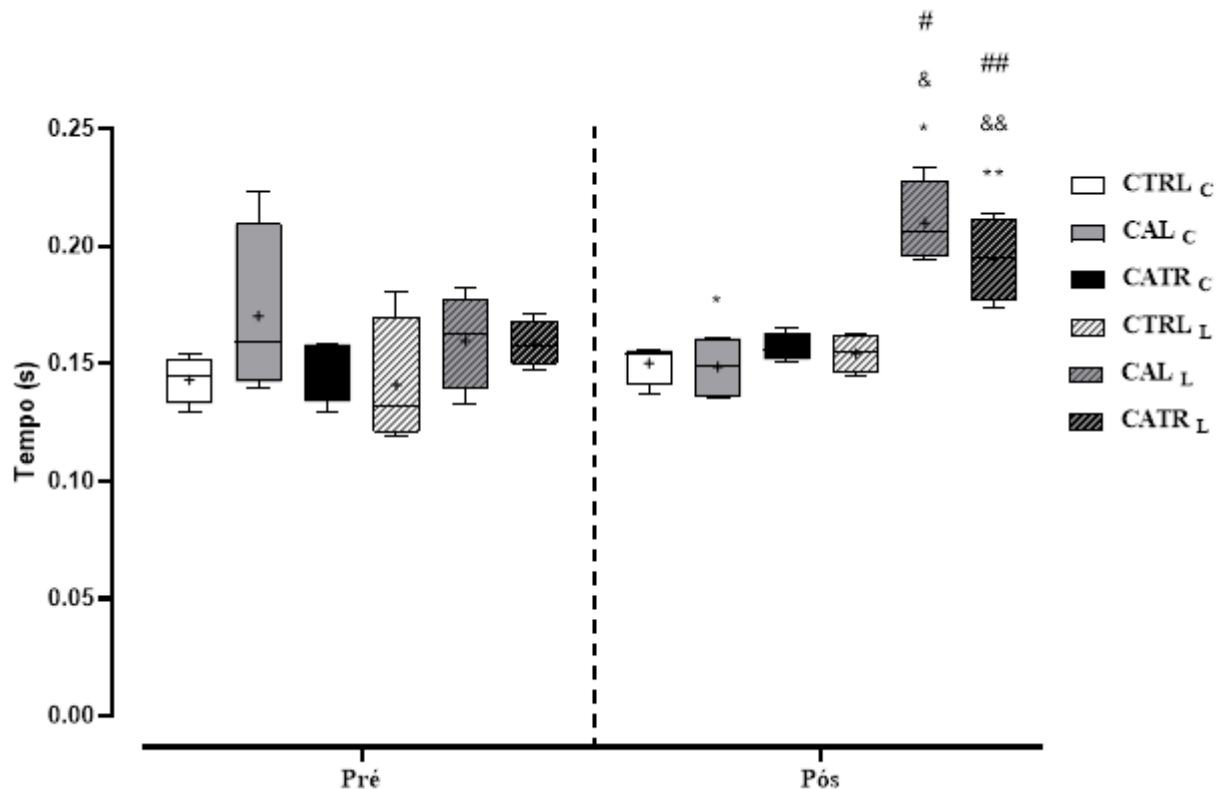 #
##
&
&&
*
**
*
0.25
0.20
0.15
0.10
0.05
0.00
Tempo (s)
Pré
Pós
CTRL C
CAL C
CATR C
CTRL L
CAL L
CATR L